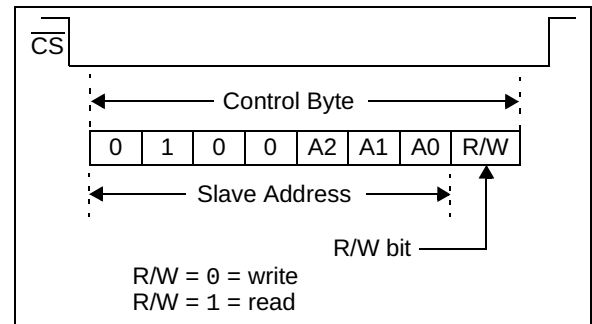 CS
Control Byte
0 1 0 0 A2 A1 A0 R/W
Slave Address
R/W bit
R/W = 0 = write
R/W = 1 = read